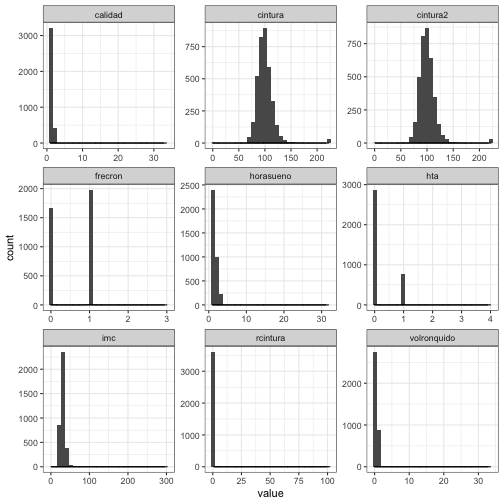 calidad cintura cintura2
3000 750 750
2000 500 500
1000 250 250
0 0 0
0 10 20 30 0 50 100 150 200 0 50 100 150 200
frecron horasueno hta
2000 2500 3000
1500 2000
1000 1500 2000
500 1000 1000
0 500 0
0
0 1 2 3 0 10 20 30 0 1 2 3 4
count
imc rcintura volronquido
2000 3000
1500 2000 2000
1000
500 1000 1000
0 0 0
0 100 200 300 0 25 50 75 100 0 10 20 30
value